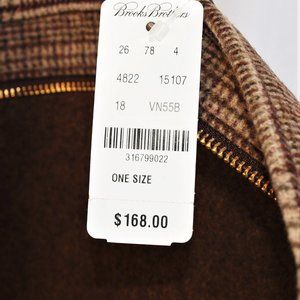 Brooks Brothers
26 78 4
4822 15107
18 VN55B
316799022
ONE SIZE
$168.00